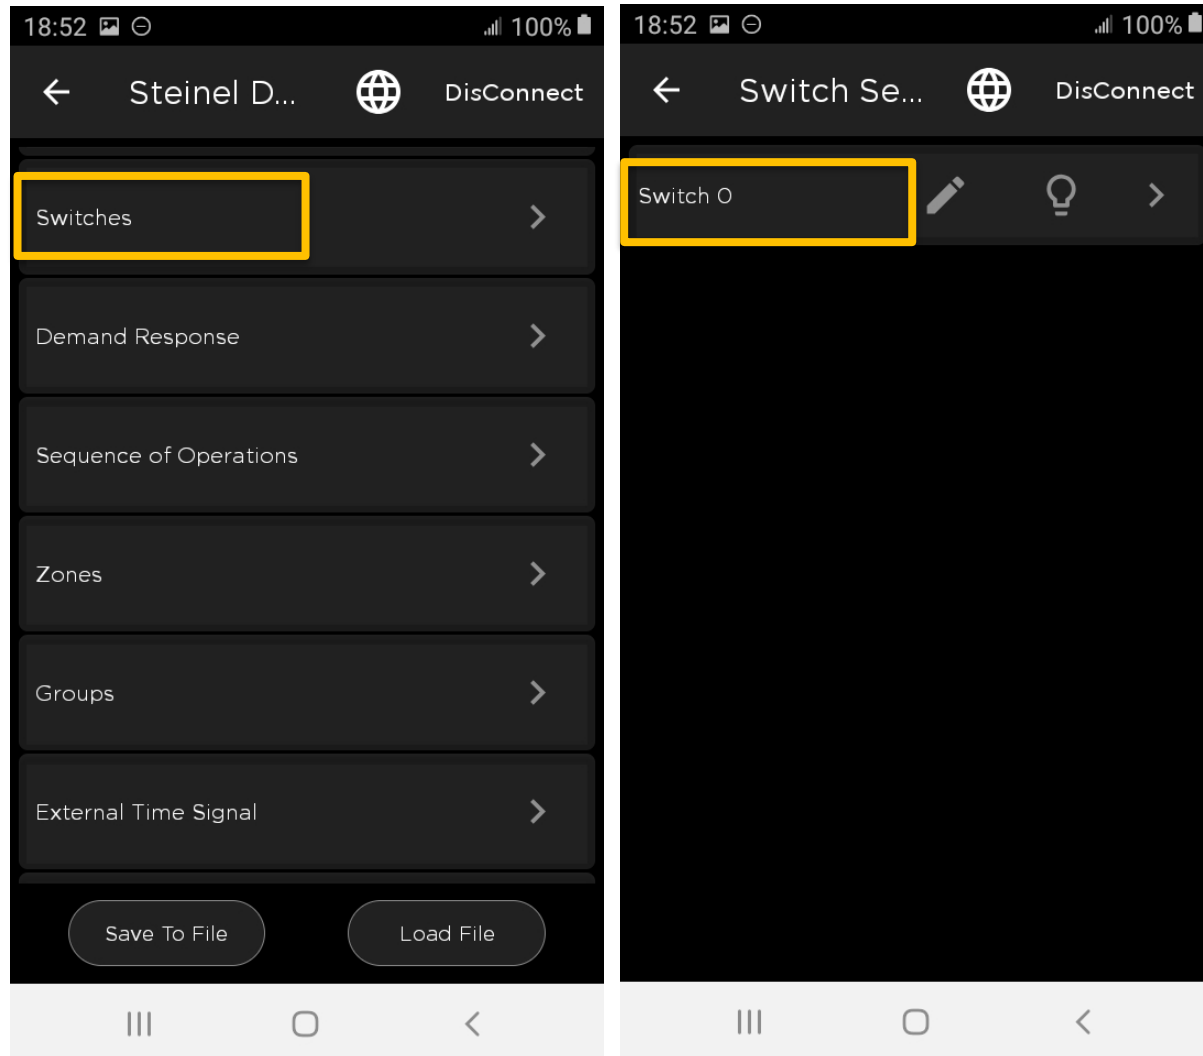 18:52 100%
Steinel D... DisConnect
Switches
Demand Response
Sequence of Operations
Zones
Groups
External Time Signal
Save To File Load File
18:52 100%
Switch Se... DisConnect
Switch 0